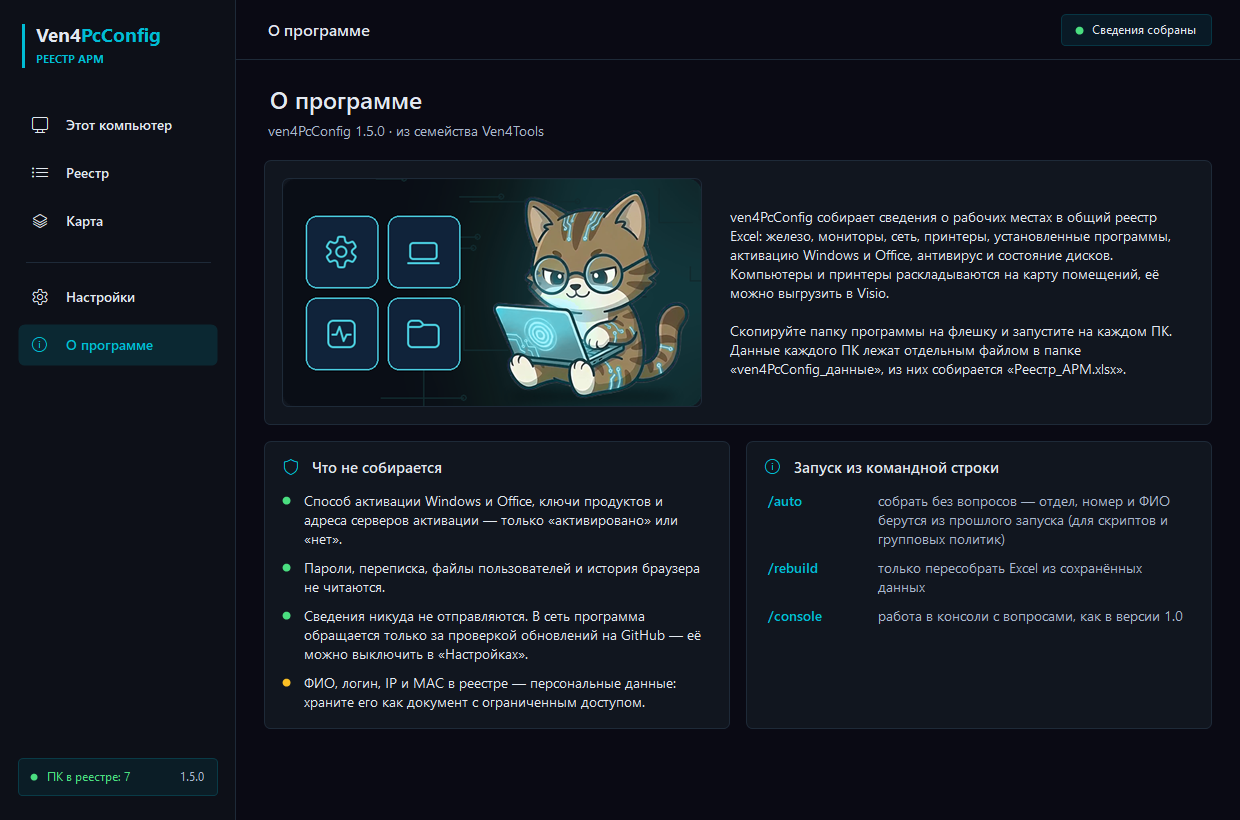 Ven4PcConfig
РЕЕСТР АРМ
Этот компьютер
Реестр
Карта
Настройки
О программе
ПК в реестре: 7
1.5.0
О программе
Сведения собраны
О программе
ven4PcConfig 1.5.0 · из семейства Ven4Tools
ven4PcConfig собирает сведения о рабочих местах в общий реестр
Excel: железо, мониторы, сеть, принтеры, установленные программы,
активацию Windows и Office, антивирус и состояние дисков.
Компьютеры и принтеры раскладываются на карту помещений, её
можно выгрузить в Visio.
Скопируйте папку программы на флешку и запустите на каждом ПК.
Данные каждого ПК лежат отдельным файлом в папке
«ven4PcConfig_данные», из них собирается «Реестр_АРМ.xlsx».
Что не собирается
Способ активации Windows и Office, ключи продуктов и
адреса серверов активации — только «активировано» или
«нет».
Пароли, переписка, файлы пользователей и история браузера
не читаются.
Сведения никуда не отправляются. В сеть программа
обращается только за проверкой обновлений на GitHub — её
можно выключить в «Настройках».
ФИО, логин, IP и MAC в реестре — персональные данные:
храните его как документ с ограниченным доступом.
Запуск из командной строки
/auto
собрать без вопросов — отдел, номер и ФИО
берутся из прошлого запуска (для скриптов и
групповых политик)
/rebuild
только пересобрать Excel из сохранённых
данных
/console
работа в консоли с вопросами, как в версии 1.0